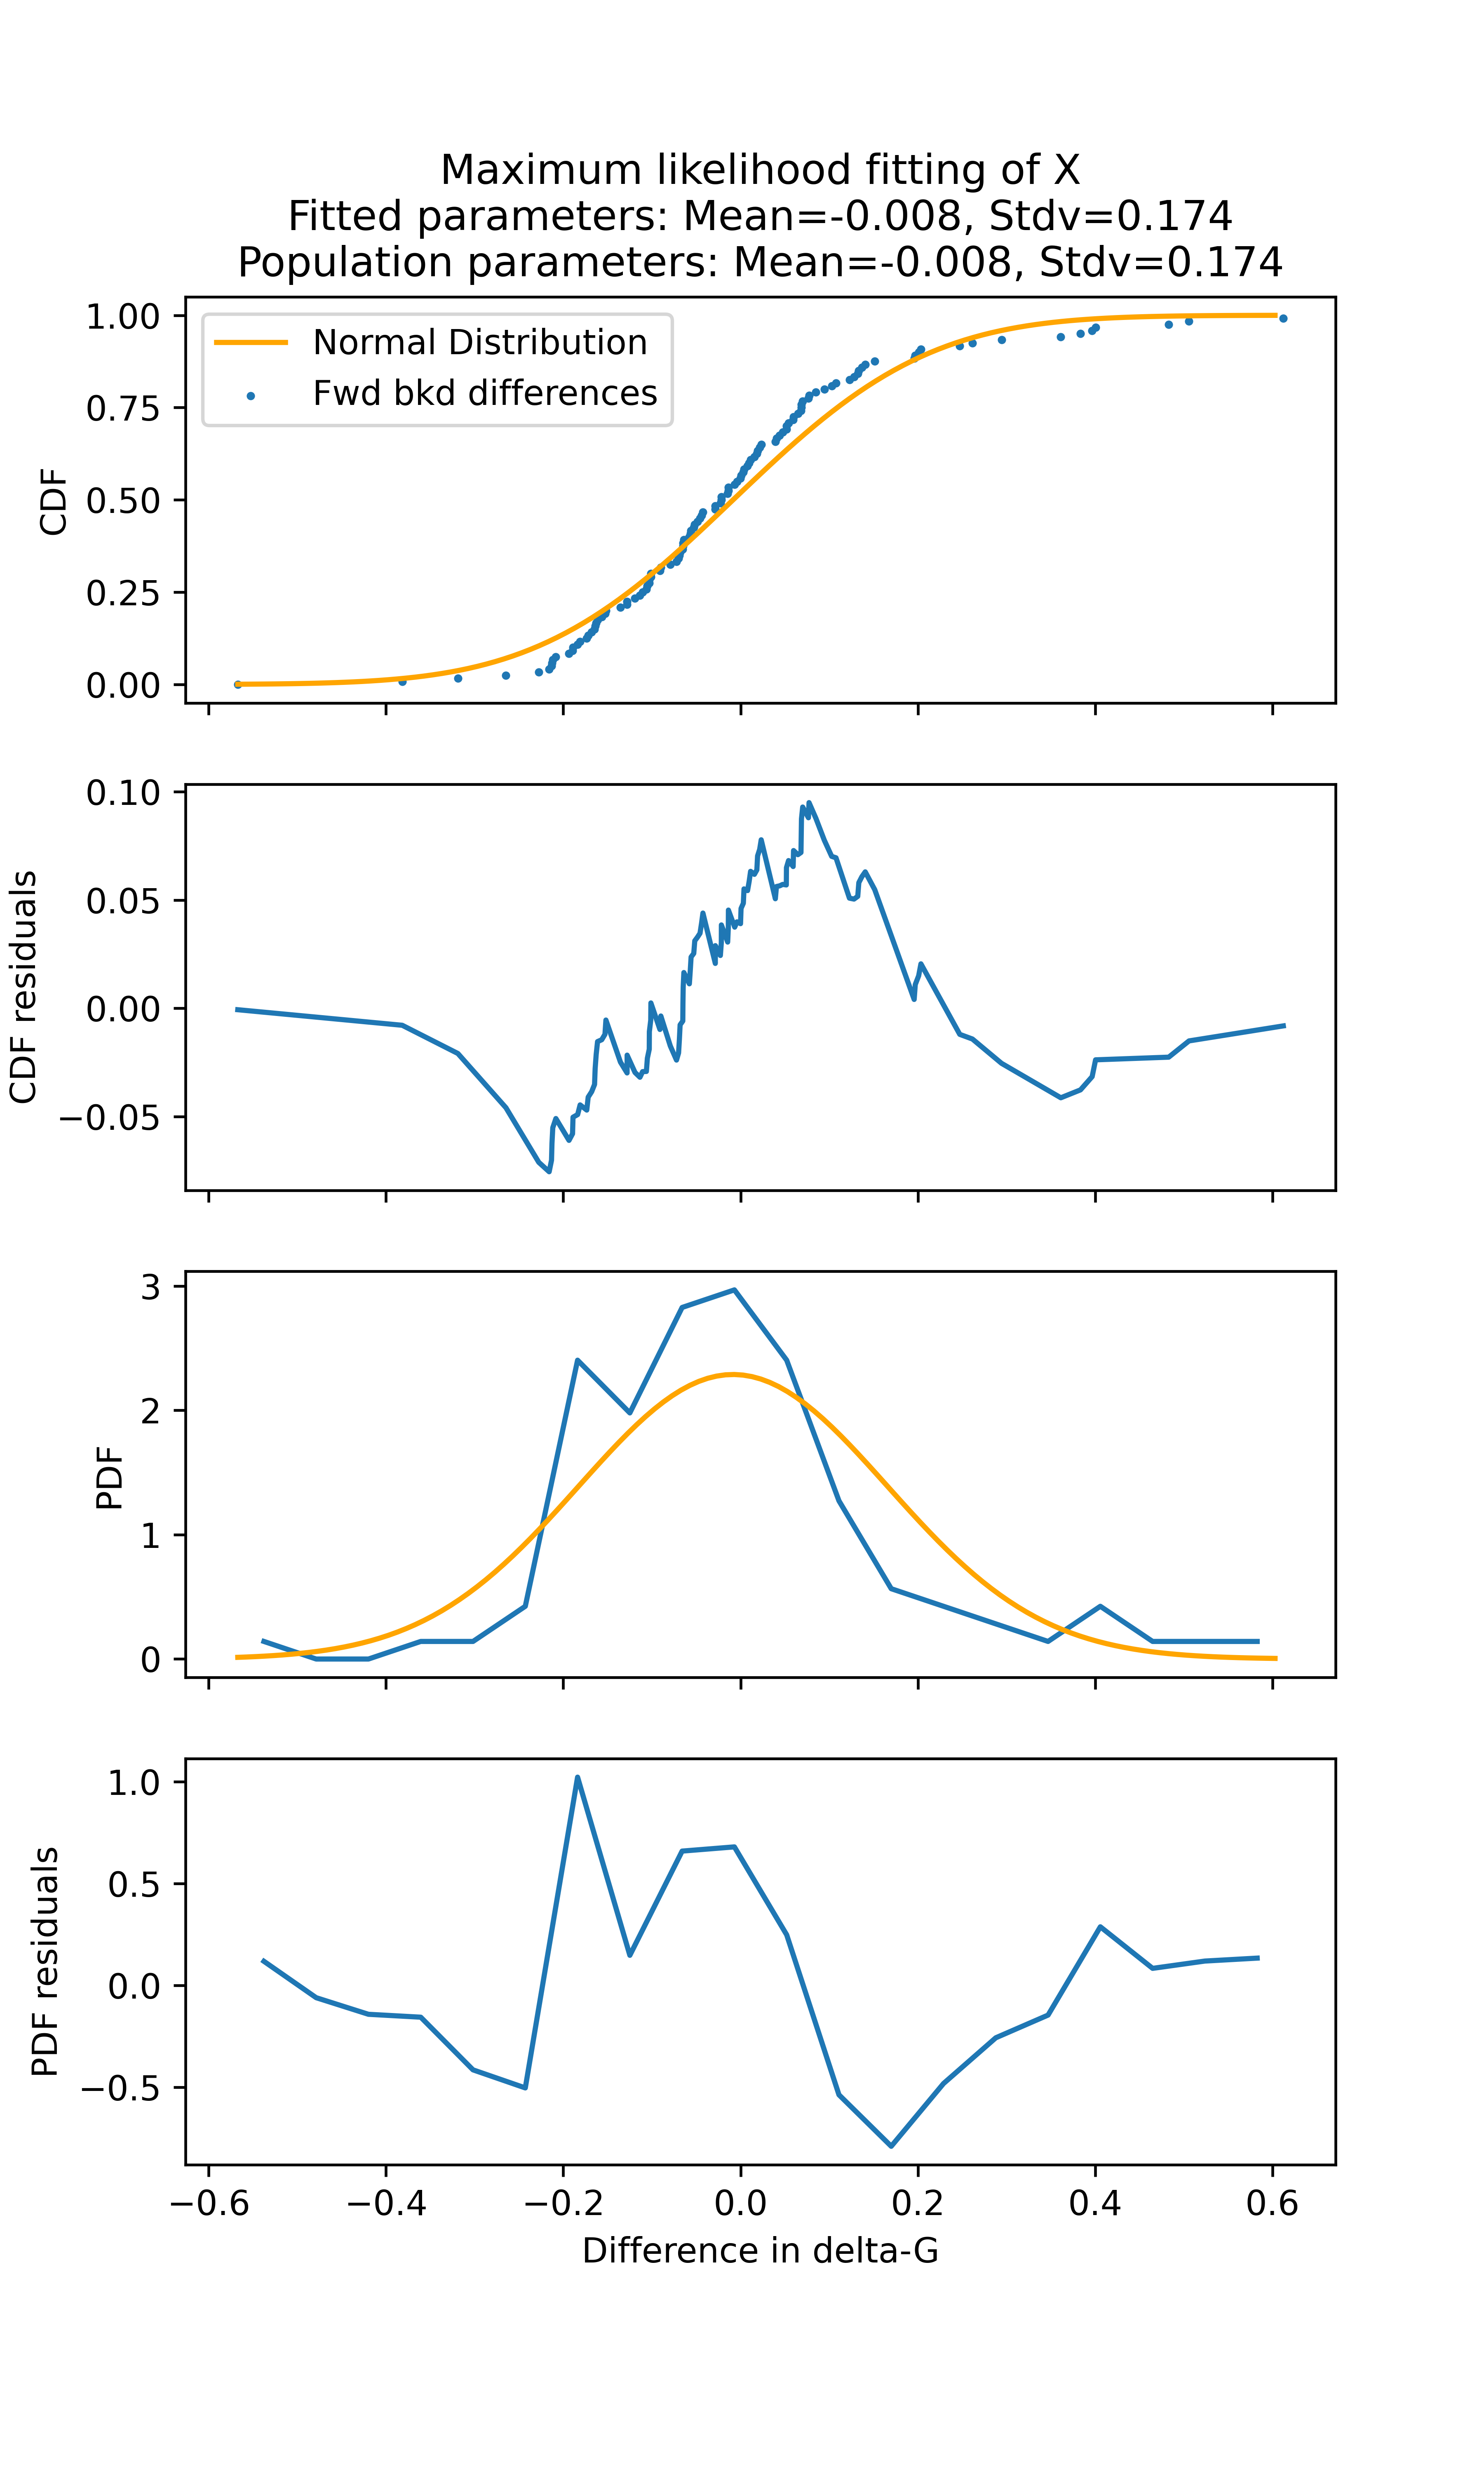 Maximum likelihood fitting of X
Fitted parameters: Mean=-0.008, Stdv=0.174
Population parameters: Mean=-0.008, Stdv=0.174
1.00
0.75
0.50
0.25
0.00
CDF
Normal Distribution
Fwd bkd differences
0.10
0.05
0.00
−0.05
CDF residuals
3
2
1
0
PDF
1.0
0.5
0.0
−0.5
PDF residuals
−0.6 −0.4 −0.2 0.0 0.2 0.4 0.6
Difference in delta-G